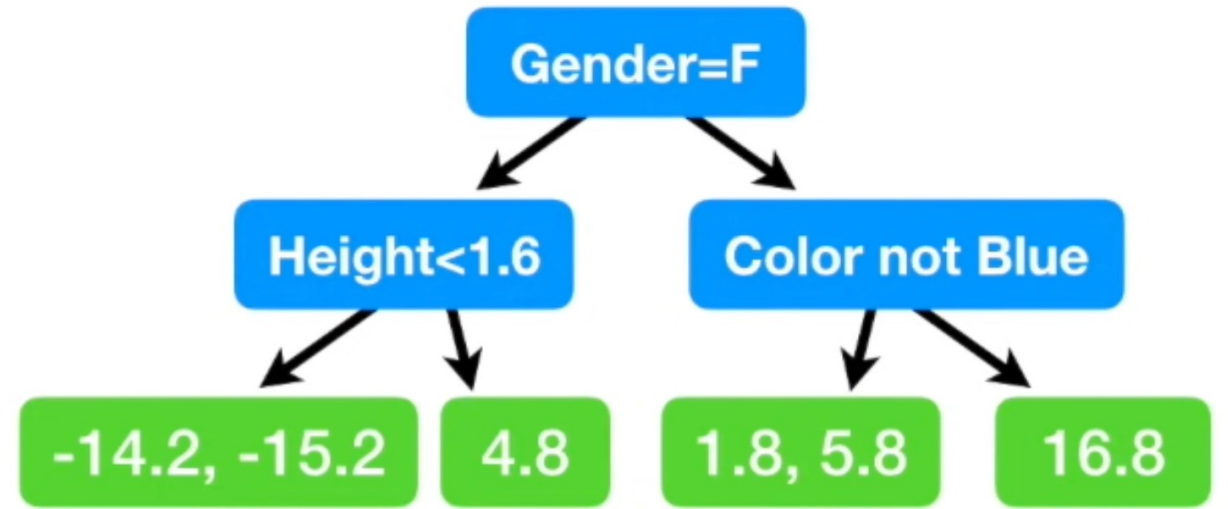 Gender=F
Height<1.6
Color not Blue
-14.2, -15.2
4.8
1.8, 5.8
16.8